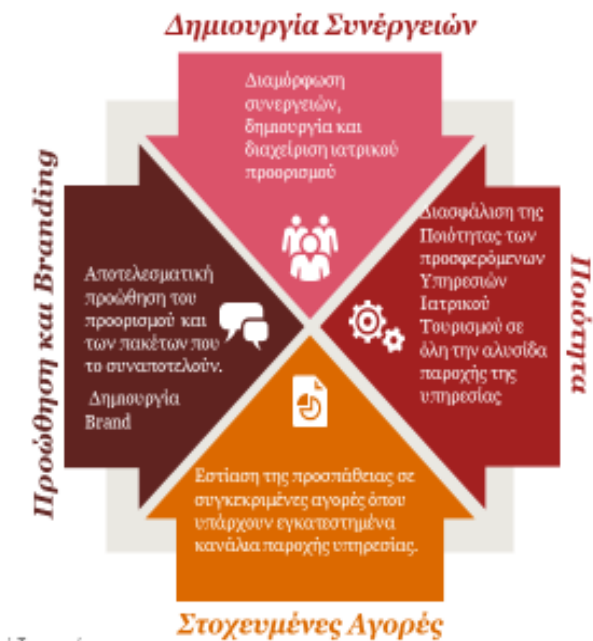 Δημιουργία Συνέργειών
Διαμόρφωση
συνεργειών,
δημιουργία και
διαχείριση ιατρικού
προορισμού
Προώθηση και Branding
Αποτελεσματική
προώθηση του
προορισμού και
των πακέτων που
το συναποτελούν.
Δημιουργία
Brand
Διασφάλιση της
Ποιότητας των
προσφερόμενων
Υπηρεσιών
Ιατρικού
Τουρισμού σε
όλη την αλυσίδα
παροχής της
υπηρεσίας
Ποιότητα
Εστίαση της προσπάθειας σε
συγκεκριμένες αγορές όπου
υπάρχουν εγκατεστημένα
κανάλια παροχής υπηρεσίας.
Στοχευμένες Αγορές